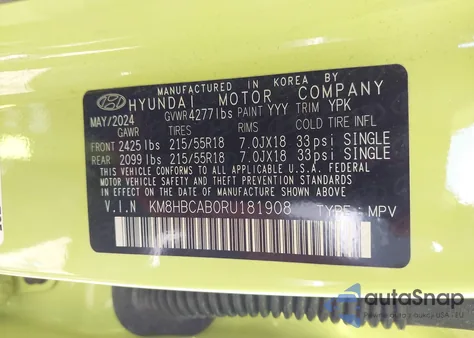 MANUFACTURED IN KOREA BY
HYUNDAI MOTOR COMPANY
MAY/2024 GVWR 4277lbs PAINT YYY TRIM YPK
GAWR TIRES RIMS COLD TIRE INFL
FRONT 2425lbs 215/55R18 7.0JX18 33psi SINGLE
REAR 2099lbs 215/55R18 7.0JX18 33psi SINGLE
THIS VEHICLE CONFORMS TO ALL APPLICABLE U.S.A. FEDERAL
MOTOR VEHICLE SAFETY, BUMPER, AND THEFT
PREVENTION STANDARDS IN EFFECT ON THE DATE
OF MANUFACTURE SHOWN ABOVE.
V.I.N KM8HBCAB0RU181908 TYPE: MPV
autoSnap